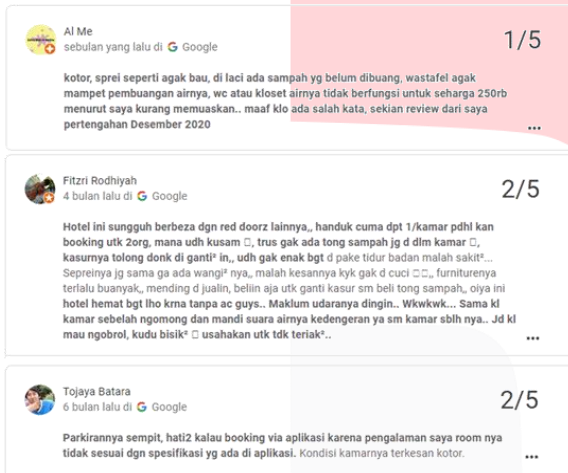 Al Me
1/5
sebulan yang lalu di Google
kotor, sprei seperti agak bau, di laci ada sampah yg belum dibuang, wastafel agak
mampet pembuangan airnya, wc atau kloset airnya tidak berfungsi untuk seharga 250rb
menurut saya kurang memuaskan.. maaf klo ada salah kata, sekian review dari saya
pertengahan Desember 2020
Fitzri Rodhiyah
2/5
4 bulan lalu di Google
Hotel ini sungguh berbeza dgn red doorz lainnya,, handuk cuma dpt 1/kamar pdhl kan
booking utk 2org, mana udh kusam □, trus gak ada tong sampah jg d dlm kamar □,
kasurnya tolong donk di ganti² in,, udh gak enak bgt d pake tidur badan malah sakit²...
Sepreinya jg sama ga ada wangi² nya,, malah kesannya kyk gak d cuci □□,, furniturenya
terlalu buanyak,, mending d jualin, beliin aja utk ganti kasur sm beli tong sampah,, oiya ini
hotel hemat bgt lho krna tanpa ac guys.. Maklum udaranya dingin.. Wkwkwk... Sama kl
kamar sebelah ngomong dan mandi suara airnya kedengeran ya sm kamar sblh nya.. Jd kl
mau ngobrol, kudu bisik² □ usahakan utk tdk teriak²..
Tojaya Batara
2/5
6 bulan lalu di Google
Parkirannya sempit, hati2 kalau booking via aplikasi karena pengalaman saya room nya
tidak sesuai dgn spesifikasi yg ada di aplikasi. Kondisi kamarnya terkesan kotor.